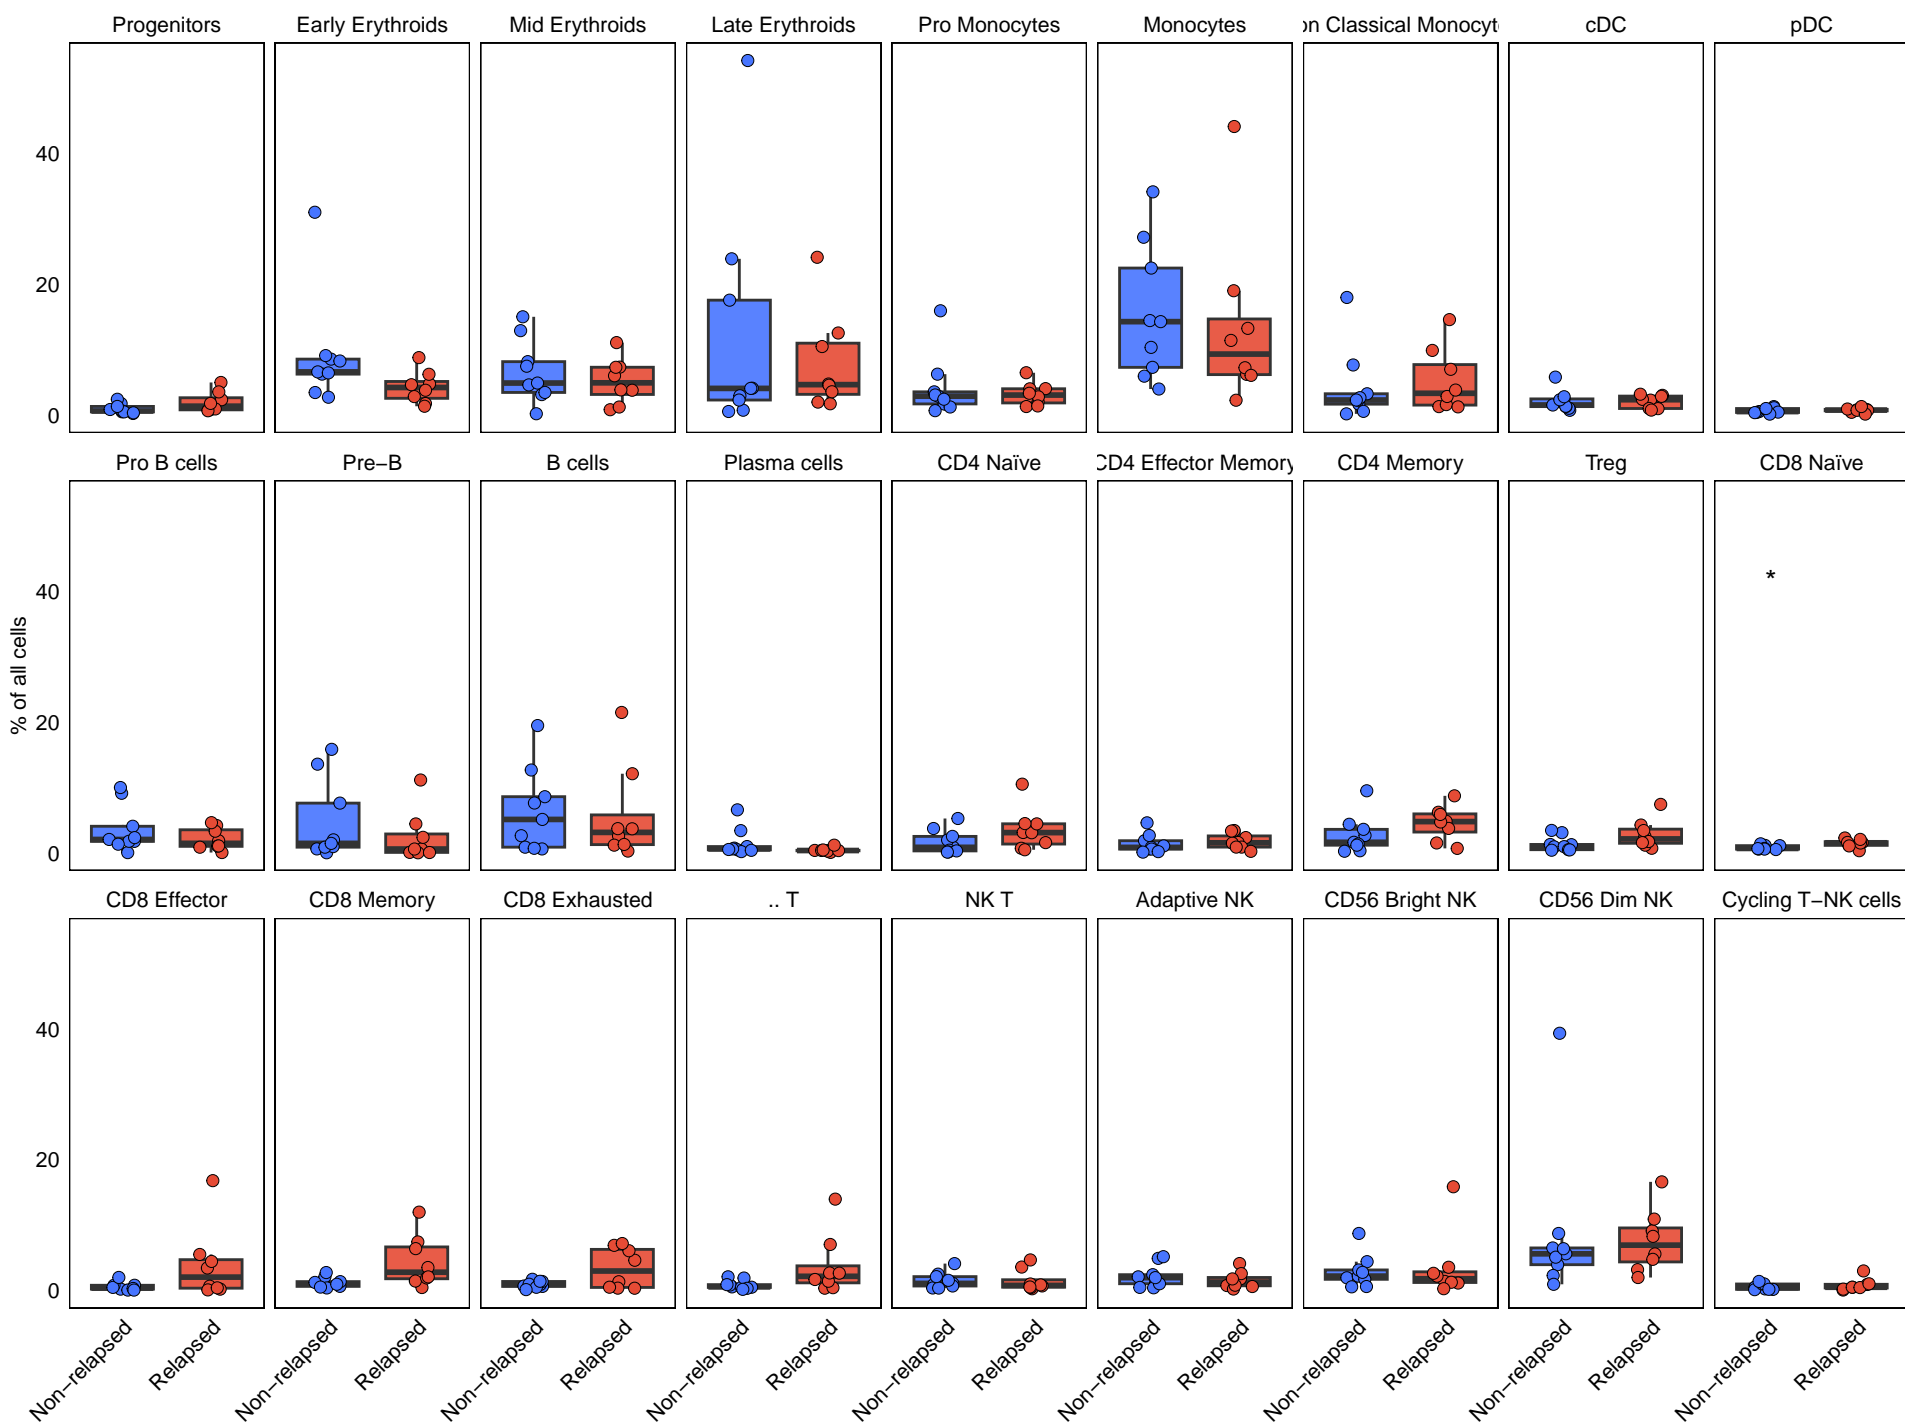 Progenitors Early Erythroids Mid Erythroids Late Erythroids Pro Monocytes Monocytes on Classical Monocyte cDC pDC
40
20
0
Pro B cells Pre−B B cells Plasma cells CD4 Naïve CD4 Effector Memory CD4 Memory Treg CD8 Naïve
% of all cells
40
*
20
0
CD8 Effector CD8 Memory CD8 Exhausted .. T NK T Adaptive NK CD56 Bright NK CD56 Dim NK Cycling T−NK cells
40
20
0
Non−relapsed Relapsed Non−relapsed Relapsed Non−relapsed Relapsed Non−relapsed Relapsed Non−relapsed Relapsed Non−relapsed Relapsed Non−relapsed Relapsed Non−relapsed Relapsed Non−relapsed Relapsed